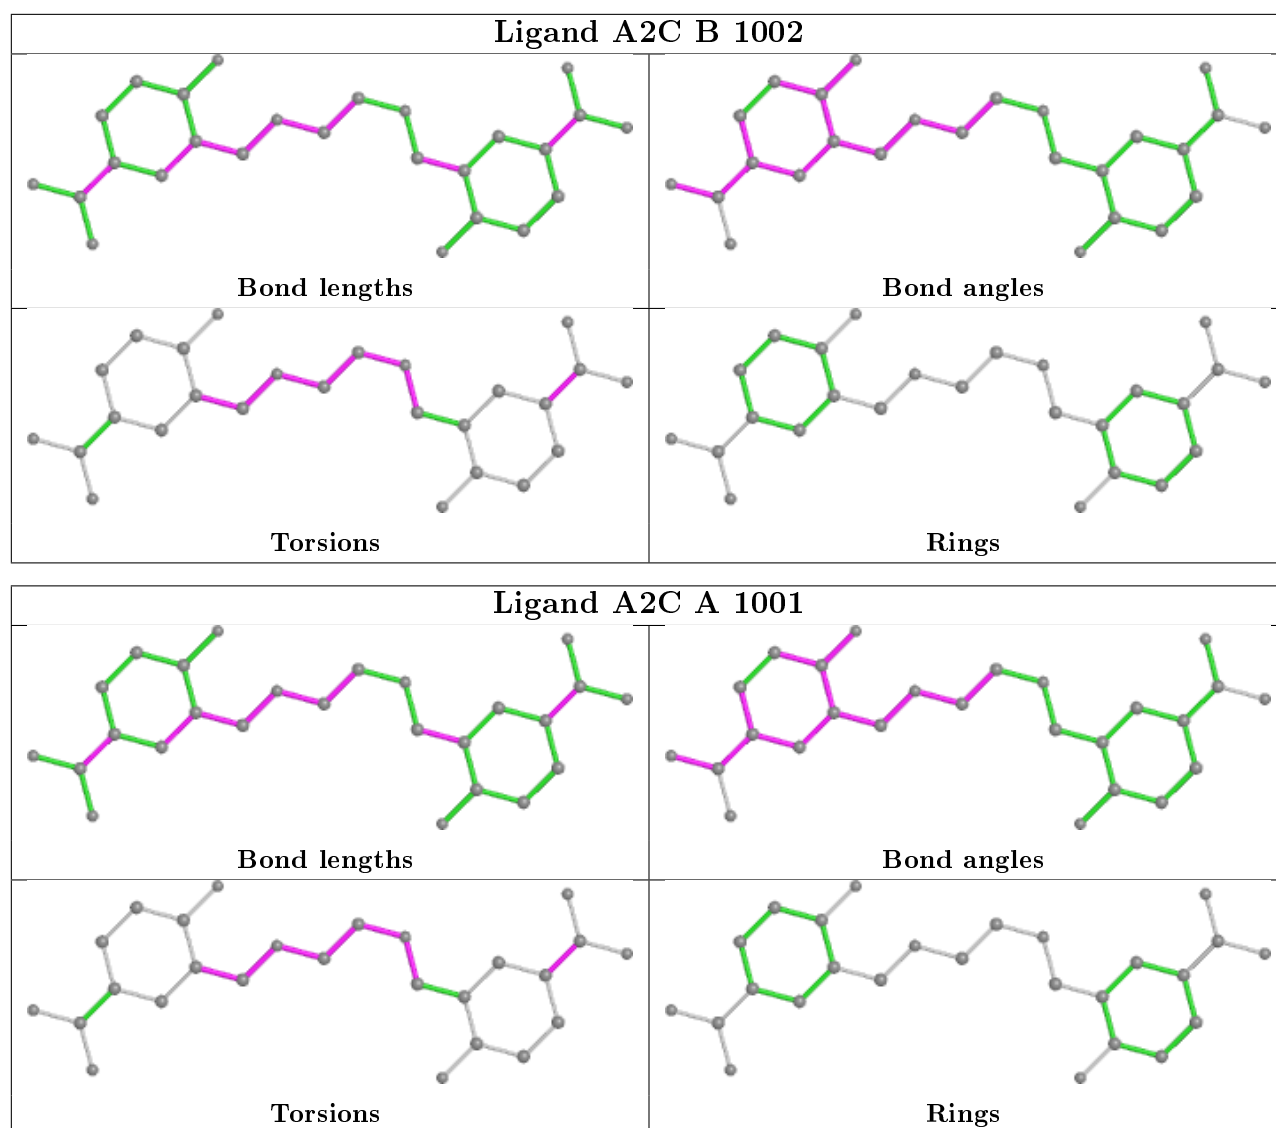 Ligand A2C B 1002
Bond lengths
Bond angles
Torsions
Rings
Ligand A2C A 1001
Bond lengths
Bond angles
Torsions
Rings